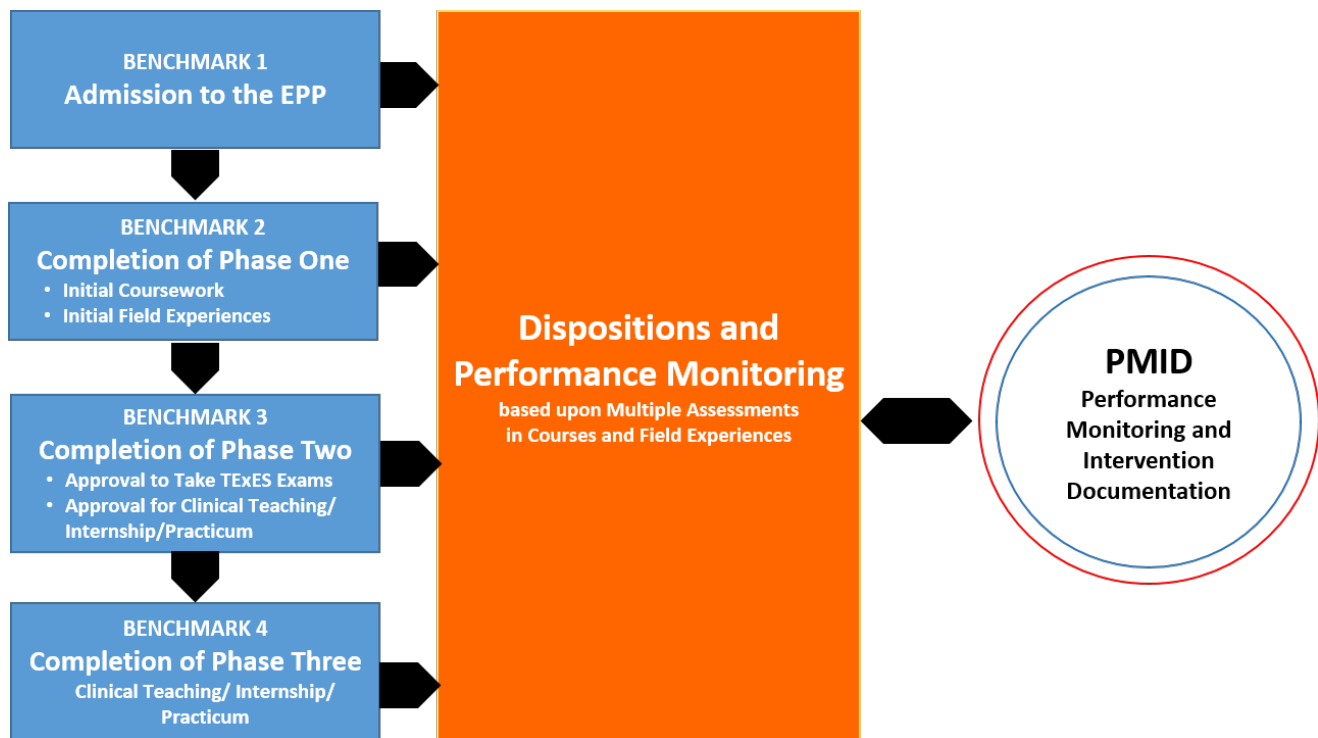 BENCHMARK 1
Admission to the EPP
BENCHMARK 2
Completion of Phase One
• Initial Coursework
• Initial Field Experiences
BENCHMARK 3
Completion of Phase Two
• Approval to Take TExES Exams
• Approval for Clinical Teaching/
Internship/Practicum
BENCHMARK 4
Completion of Phase Three
Clinical Teaching/ Internship/
Practicum
Dispositions and
Performance Monitoring
based upon Multiple Assessments
in Courses and Field Experiences
PMID
Performance
Monitoring and
Intervention
Documentation